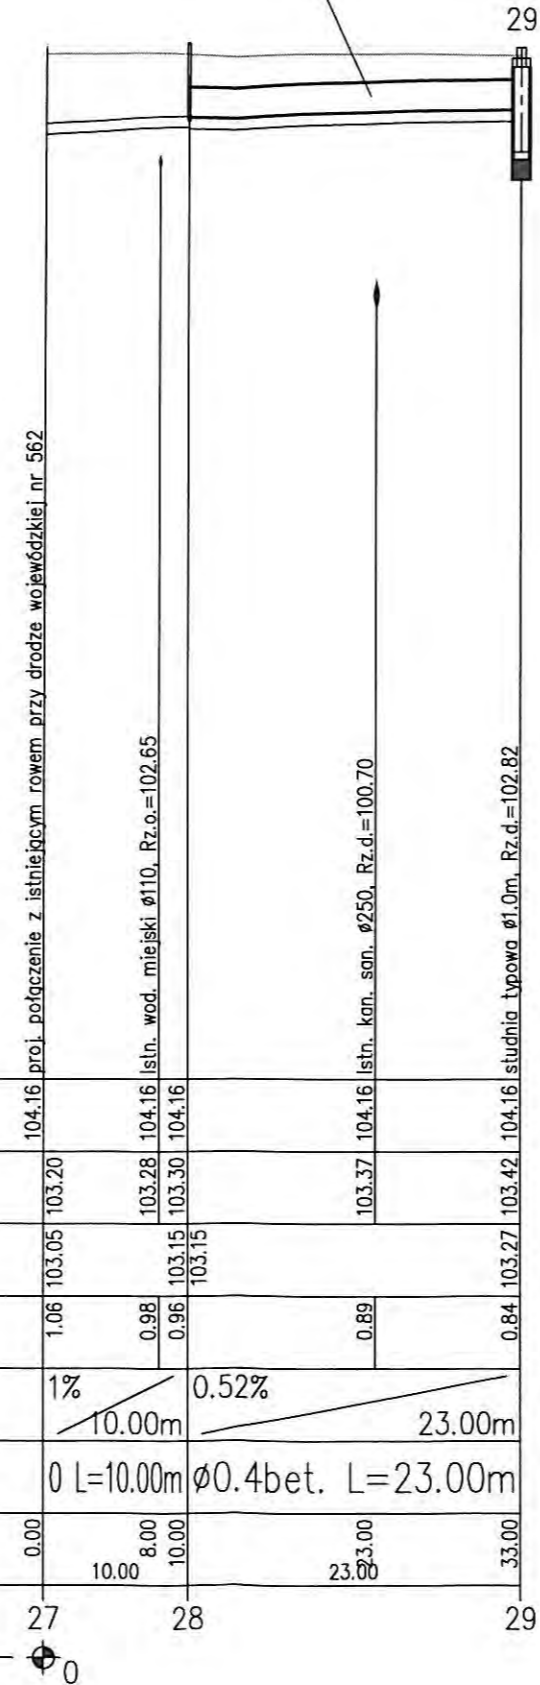 29
proj. połączenie z istniejącym rowem przy drodze wojewódzkiej nr 562
Istn. wod. miejski ø110, Rz.o.=102.65
Istn. kan. san. ø250, Rz.d.=100.70
studnia typowa ø1.0m, Rz.d.=102.82
104.16 104.16 104.16 104.16 104.16
103.20 103.28 103.30 103.37 103.42
103.05 103.15 103.15 103.27
1.06 0.98 0.96 0.89 0.84
1% 0.52%
10.00m 23.00m
0 L=10.00m ø0.4bet. L=23.00m
0.00 8.00 10.00 23.00 33.00
10.00 23.00
27 28 29
0